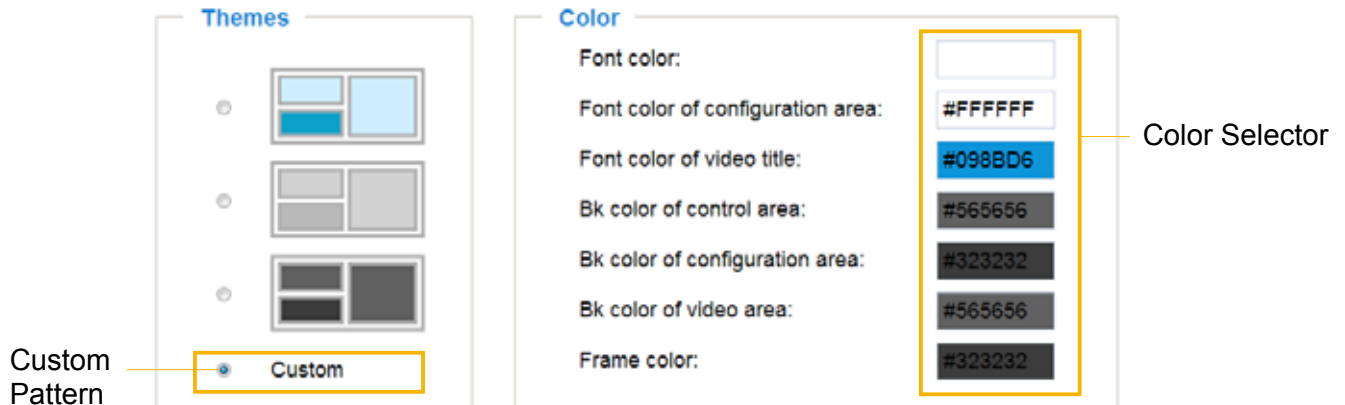 Themes
Custom
Custom
Pattern
Color
Font color:
Font color of configuration area: #FFFFFF
Font color of video title: #098BD6
Bk color of control area: #565656
Bk color of configuration area: #323232
Bk color of video area: #565656
Frame color: #323232
Color Selector